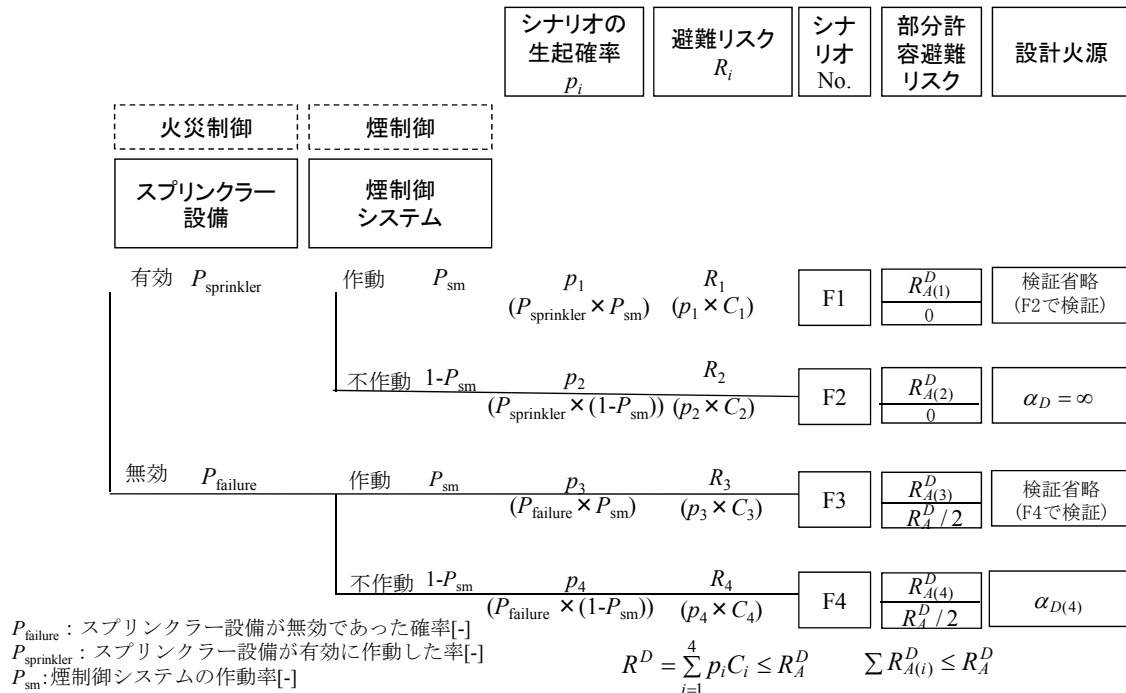 シナリオの
生起確率
p_i
避難リスク
R_i
シナ
リオ
No.
部分許
容避難
リスク
設計火源
火災制御
煙制御
スプリンクラー
設備
煙制御
システム
有効 P_sprinkler 作動 P_sm p_1 R_1
(P_sprinkler × P_sm) (p_1 × C_1)
F1
R^D_A(1)
0
検証省略
(F2で検証)
不作動 1-P_sm p_2 R_2
(P_sprinkler × (1-P_sm)) (p_2 × C_2)
F2
R^D_A(2)
0
α_D = ∞
無効 P_failure 作動 P_sm p_3 R_3
(P_failure × P_sm) (p_3 × C_3)
F3
R^D_A(3)
R^D_A / 2
検証省略
(F4で検証)
不作動 1-P_sm p_4 R_4
(P_failure × (1-P_sm)) (p_4 × C_4)
F4
R^D_A(4)
R^D_A / 2
α_D(4)
P_failure : スプリンクラー設備が無効であった確率[-]
P_sprinkler : スプリンクラー設備が有効に作動した率[-]
P_sm:煙制御システムの作動率[-]
R^D = ∑_{i=1}^{4} p_i C_i ≤ R^D_A ∑ R^D_A(i) ≤ R^D_A